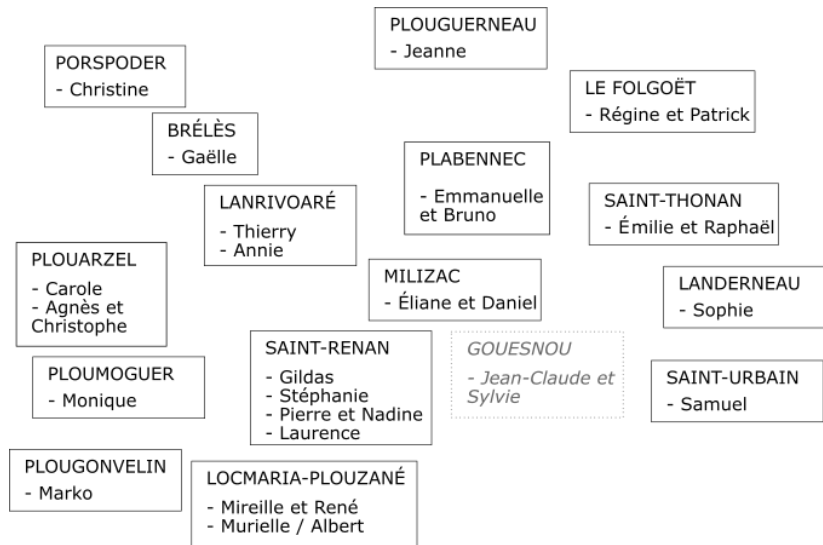 PLOUGUERNEAU
- Jeanne
PORSPODER
- Christine
LE FOLGOËT
- Régine et Patrick
BRÉLÈS
- Gaëlle
PLABENNEC
- Emmanuelle
et Bruno
LANRIVOARÉ
- Thierry
- Annie
SAINT-THONAN
- Émilie et Raphaël
PLOUARZEL
- Carole
- Agnès et
Christophe
MILIZAC
- Éliane et Daniel
LANDERNEAU
- Sophie
SAINT-RENAN
- Gildas
- Stéphanie
- Pierre et Nadine
- Laurence
GOUESNOU
- Jean-Claude et
Sylvie
PLOUMOGUER
- Monique
SAINT-URBAIN
- Samuel
PLOUGONVELIN
- Marko
LOCMARIA-PLOUZANÉ
- Mireille et René
- Murielle / Albert